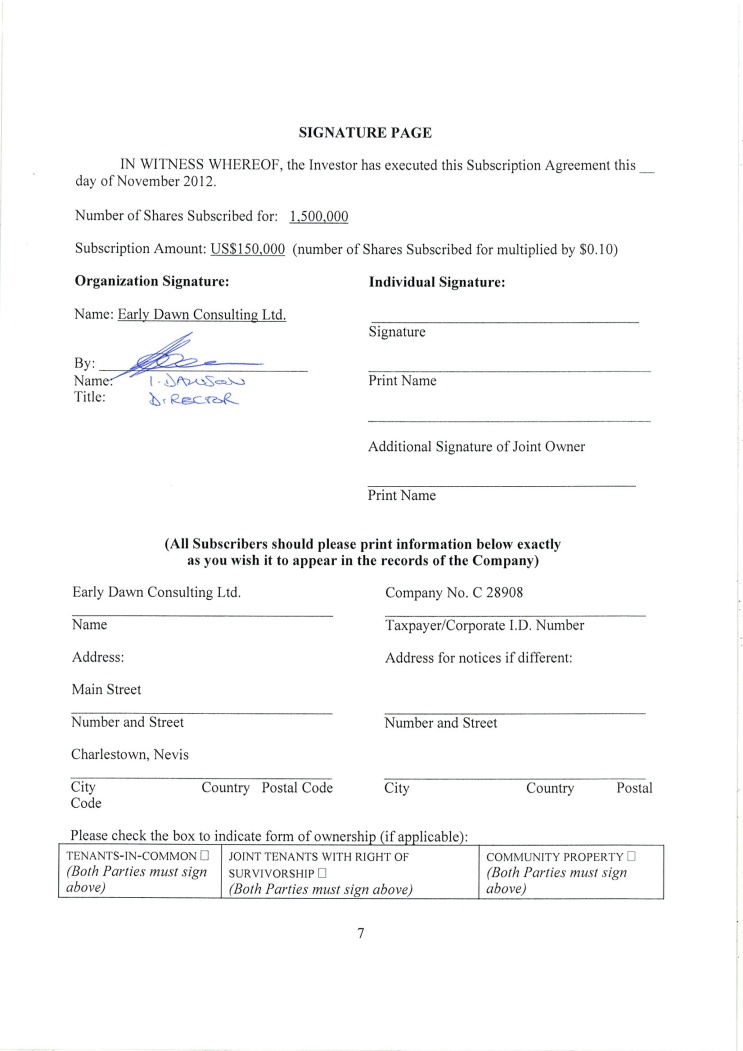 SIGNATURE PAGE
IN WITNESS WHEREOF, the Investor has executed this Subscription Agreement this __
day of November 2012.
Number of Shares Subscribed for: 1,500,000
Subscription Amount: US$150,000 (number of Shares Subscribed for multiplied by $0.10)
Organization Signature:
Name: Early Dawn Consulting Ltd.
By:
Name: I. DAWSON
Title: DIRECTOR
Individual Signature:
Signature
Print Name
Additional Signature of Joint Owner
Print Name
(All Subscribers should please print information below exactly
as you wish it to appear in the records of the Company)
Early Dawn Consulting Ltd.
Name
Company No. C 28908
Taxpayer/Corporate I.D. Number
Address:
Main Street
Number and Street
Address for notices if different:
Number and Street
Charlestown, Nevis
City Country Postal Code
Code
City Country Postal
Please check the box to indicate form of ownership (if applicable):
TENANTS-IN-COMMON ☐
(Both Parties must sign
above)
JOINT TENANTS WITH RIGHT OF
SURVIVORSHIP ☐
(Both Parties must sign above)
COMMUNITY PROPERTY ☐
(Both Parties must sign
above)
7